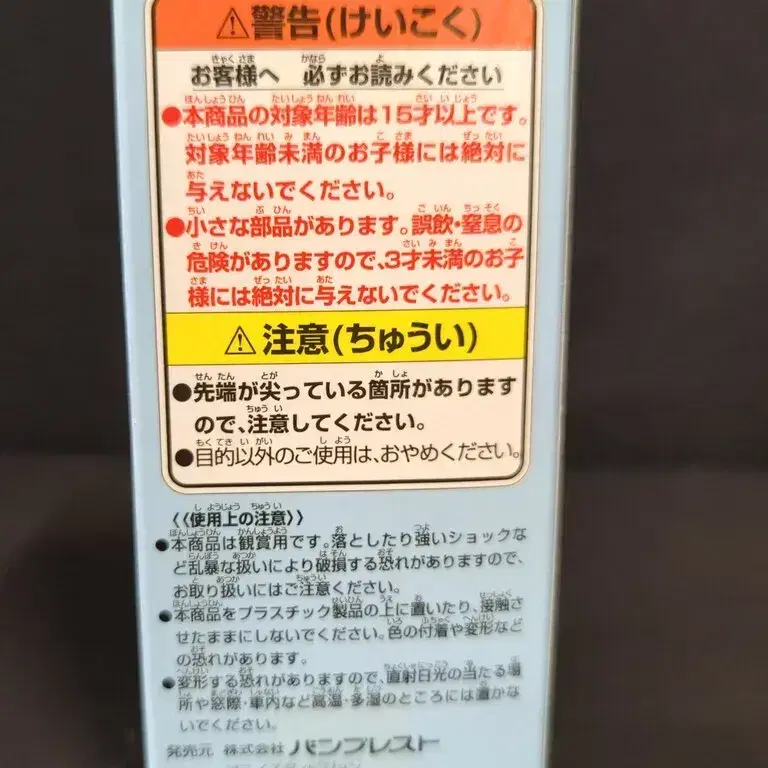 ⚠警告(けいこく)
お客様へ 必ずお読みください
●本商品の対象年齢は15才以上です。
対象年齢未満のお子様には絶対に
与えないでください。
●小さな部品があります。誤飲・窒息の
危険がありますので、3才未満のお子
様には絶対に与えないでください。
⚠注意(ちゅうい)
●先端が尖っている箇所があります
ので、注意してください。
●目的以外のご使用は、おやめください。
《使用上の注意》
●本商品は観賞用です。落としたり強いショックな
ど乱暴な扱いにより破損する恐れがありますので、
お取り扱いにはご注意ください。
●本商品をプラスチック製品の上に置いたり、接触さ
せたままにしないでください。色の付着や変形など
の恐れがあります。
●変形する恐れがありますので、直射日光の当たる場
所や窓際・車内など高温・多湿のところには置かな
いでください。
発売元 株式会社 バンプレスト